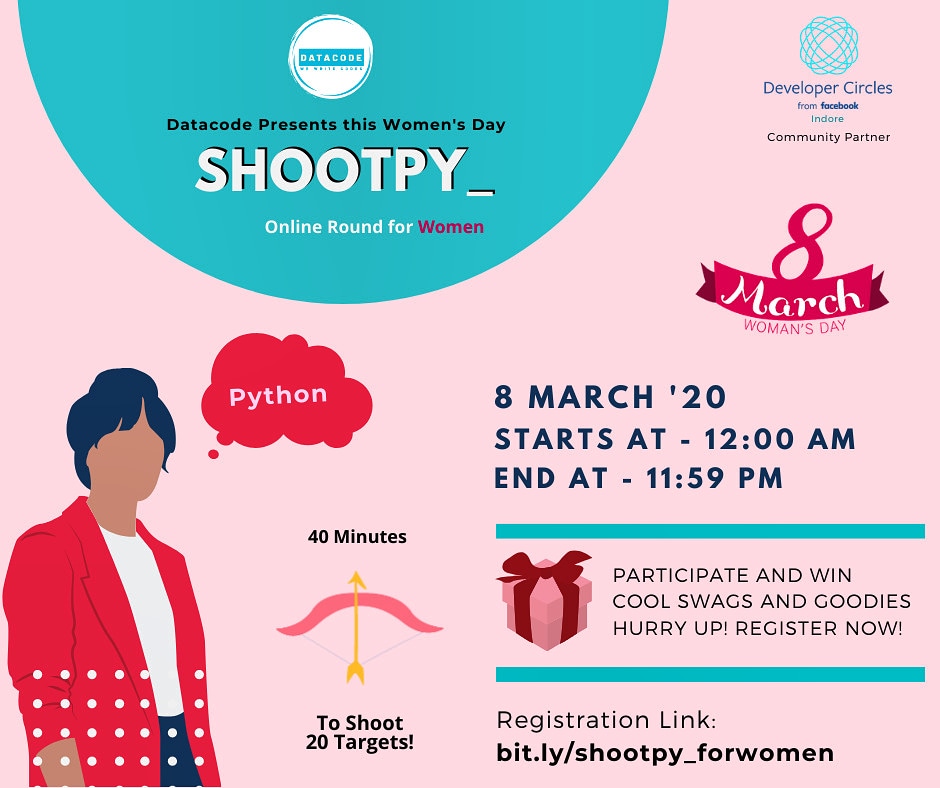 DATACODE
WE WRITE CODES
Datacode Presents this Women's Day
SHOOTPY_
Online Round for Women
Developer Circles
from facebook
Indore
Community Partner
8
March
WOMAN'S DAY
Python
8 MARCH '20
STARTS AT - 12:00 AM
END AT - 11:59 PM
40 Minutes
To Shoot
20 Targets!
PARTICIPATE AND WIN
COOL SWAGS AND GOODIES
HURRY UP! REGISTER NOW!
Registration Link:
bit.ly/shootpy_forwomen